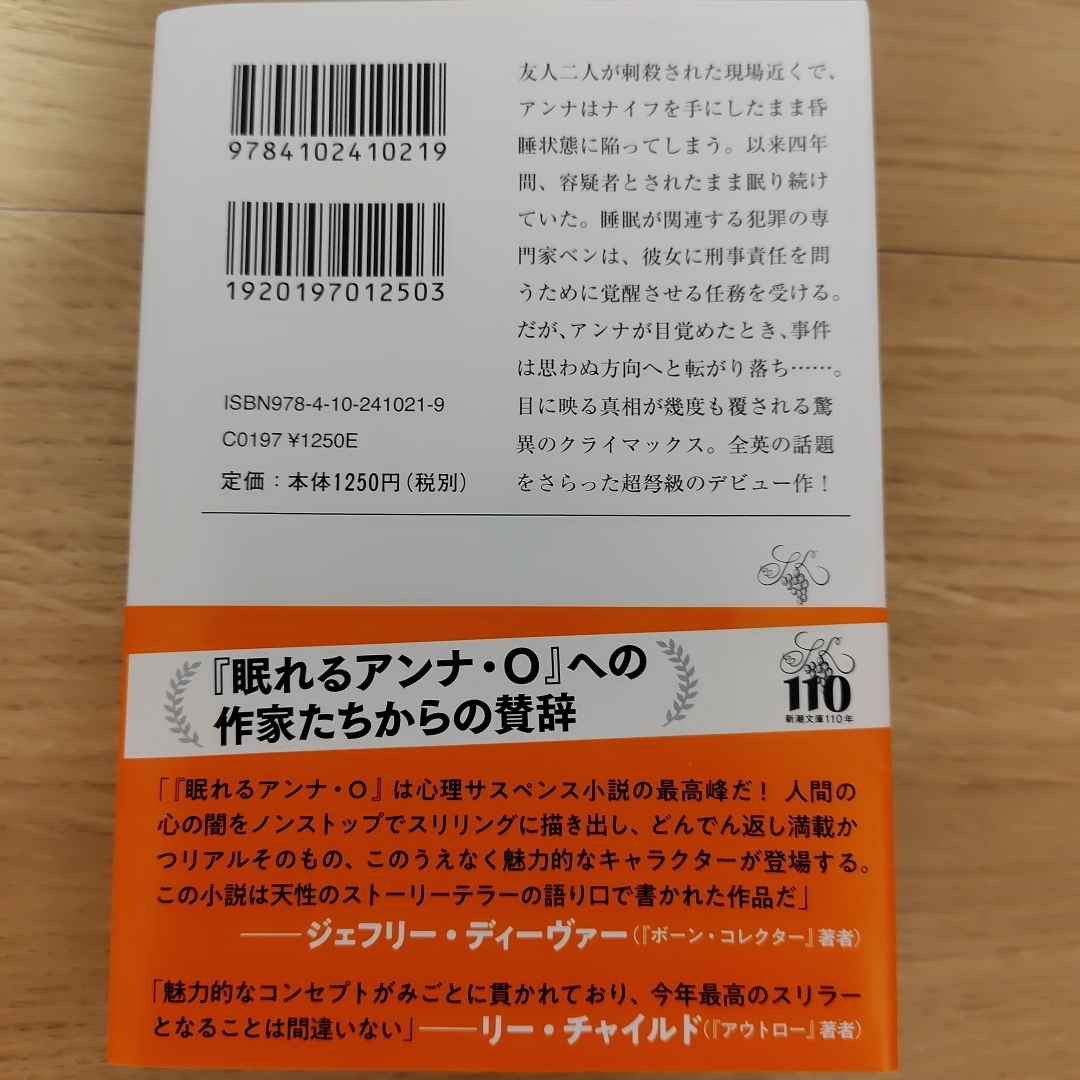 9784102410219
1920197012503
ISBN978-4-10-241021-9
C0197 ¥1250E
定価：本体1250円（税別）
友人二人が刺殺された現場近くで、
アンナはナイフを手にしたまま昏
睡状態に陥ってしまう。以来四年
間、容疑者とされたまま眠り続け
ていた。睡眠が関連する犯罪の専
門家ベンは、彼女に刑事責任を問
うために覚醒させる任務を受ける。
だが、アンナが目覚めたとき、事件
は思わぬ方向へと転がり落ち……。
目に映る真相が幾度も覆される驚
異のクライマックス。全英の話題
をさらった超弩級のデビュー作！
110
新潮文庫110年
『眠れるアンナ・O』への
作家たちからの賛辞
「『眠れるアンナ・O』は心理サスペンス小説の最高峰だ！ 人間の
心の闇をノンストップでスリリングに描き出し、どんでん返し満載か
つリアルそのもの、このうえなく魅力的なキャラクターが登場する。
この小説は天性のストーリーテラーの語り口で書かれた作品だ」
——ジェフリー・ディーヴァー（『ボーン・コレクター』著者）
「魅力的なコンセプトがみごとに貫かれており、今年最高のスリラー
となることは間違いない」——リー・チャイルド（『アウトロー』著者）